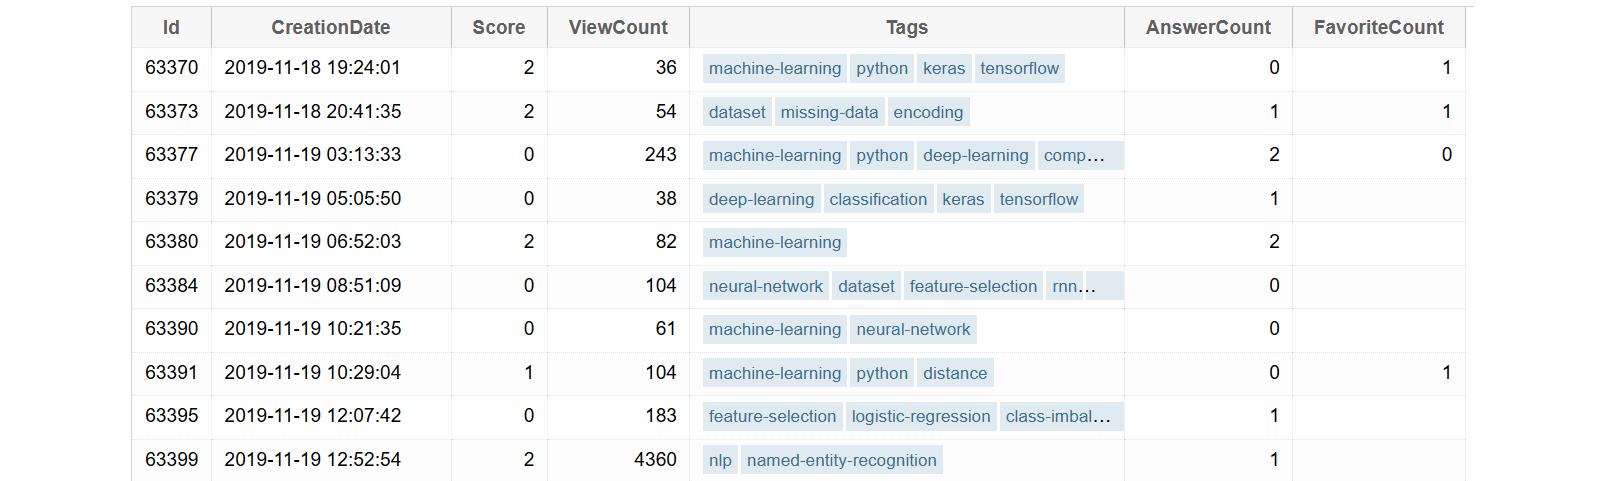 Id CreationDate Score ViewCount Tags AnswerCount FavoriteCount
63370 2019-11-18 19:24:01 2 36 machine-learning python keras tensorflow 0 1
63373 2019-11-18 20:41:35 2 54 dataset missing-data encoding 1 1
63377 2019-11-19 03:13:33 0 243 machine-learning python deep-learning comp... 2 0
63379 2019-11-19 05:05:50 0 38 deep-learning classification keras tensorflow 1
63380 2019-11-19 06:52:03 2 82 machine-learning 2
63384 2019-11-19 08:51:09 0 104 neural-network dataset feature-selection rnn... 0
63390 2019-11-19 10:21:35 0 61 machine-learning neural-network 0
63391 2019-11-19 10:29:04 1 104 machine-learning python distance 0 1
63395 2019-11-19 12:07:42 0 183 feature-selection logistic-regression class-imbal... 1
63399 2019-11-19 12:52:54 2 4360 nlp named-entity-recognition 1